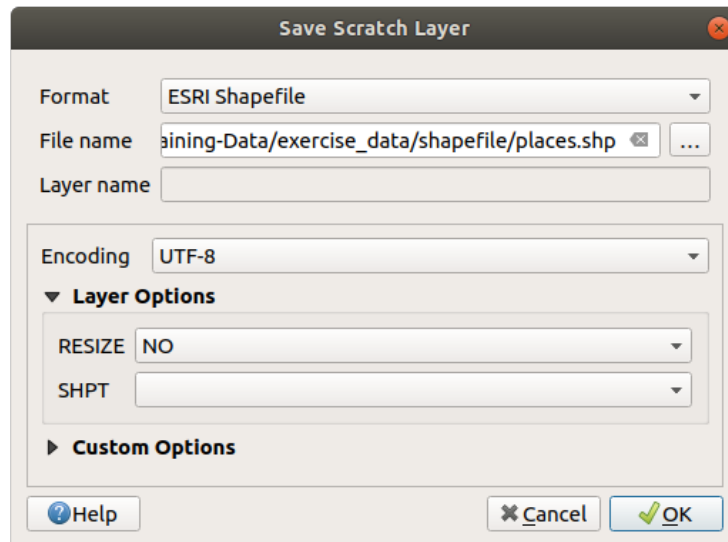 Save Scratch Layer
Format ESRI Shapefile
File name aining-Data/exercise_data/shapefile/places.shp ...
Layer name
Encoding UTF-8
Layer Options
RESIZE NO
SHPT
Custom Options
Help Cancel OK